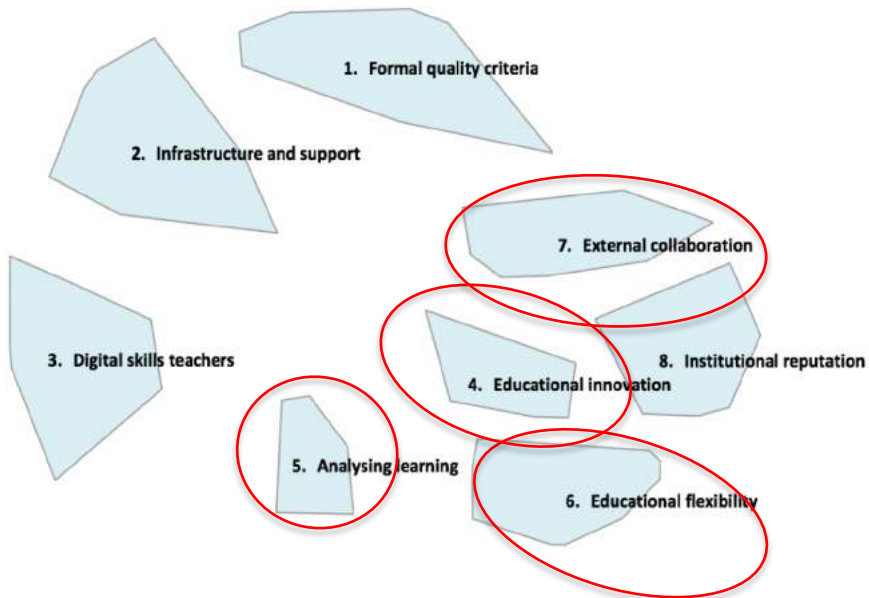 1. Formal quality criteria
2. Infrastructure and support
7. External collaboration
3. Digital skills teachers
8. Institutional reputation
4. Educational innovation
5. Analysing learning
6. Educational flexibility